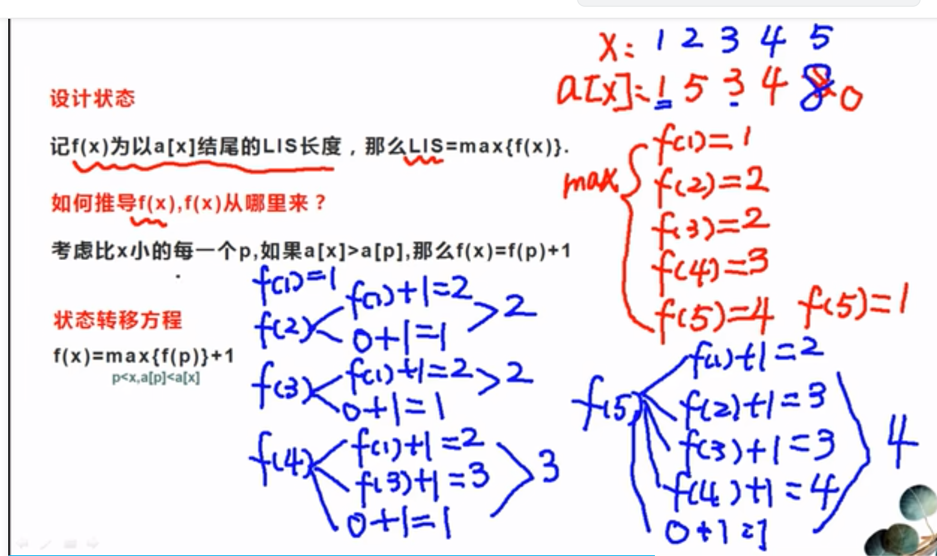 x: 1 2 3 4 5
a[x]=1 5 3 4 8 0
设计状态
记f(x)为以a[x]结尾的LIS长度，那么LIS=max{f(x)}.
如何推导f(x),f(x)从哪里来？
考虑比x小的每一个p,如果a[x]>a[p],那么f(x)=f(p)+1
状态转移方程
f(x)=max{f(p)}+1
p<x,a[p]<a[x]
max
f(1)=1
f(2)=2
f(3)=2
f(4)=3
f(5)=4 f(5)=1
f(1)=1
f(2) f(1)+1=2
0+1=1
2
f(3) f(1)+1=2
0+1=1
2
f(4) f(1)+1=2
f(3)+1=3
0+1=1
3
f(5) f(1)+1=2
f(2)+1=3
f(3)+1=3
f(4)+1=4
0+1=1
4